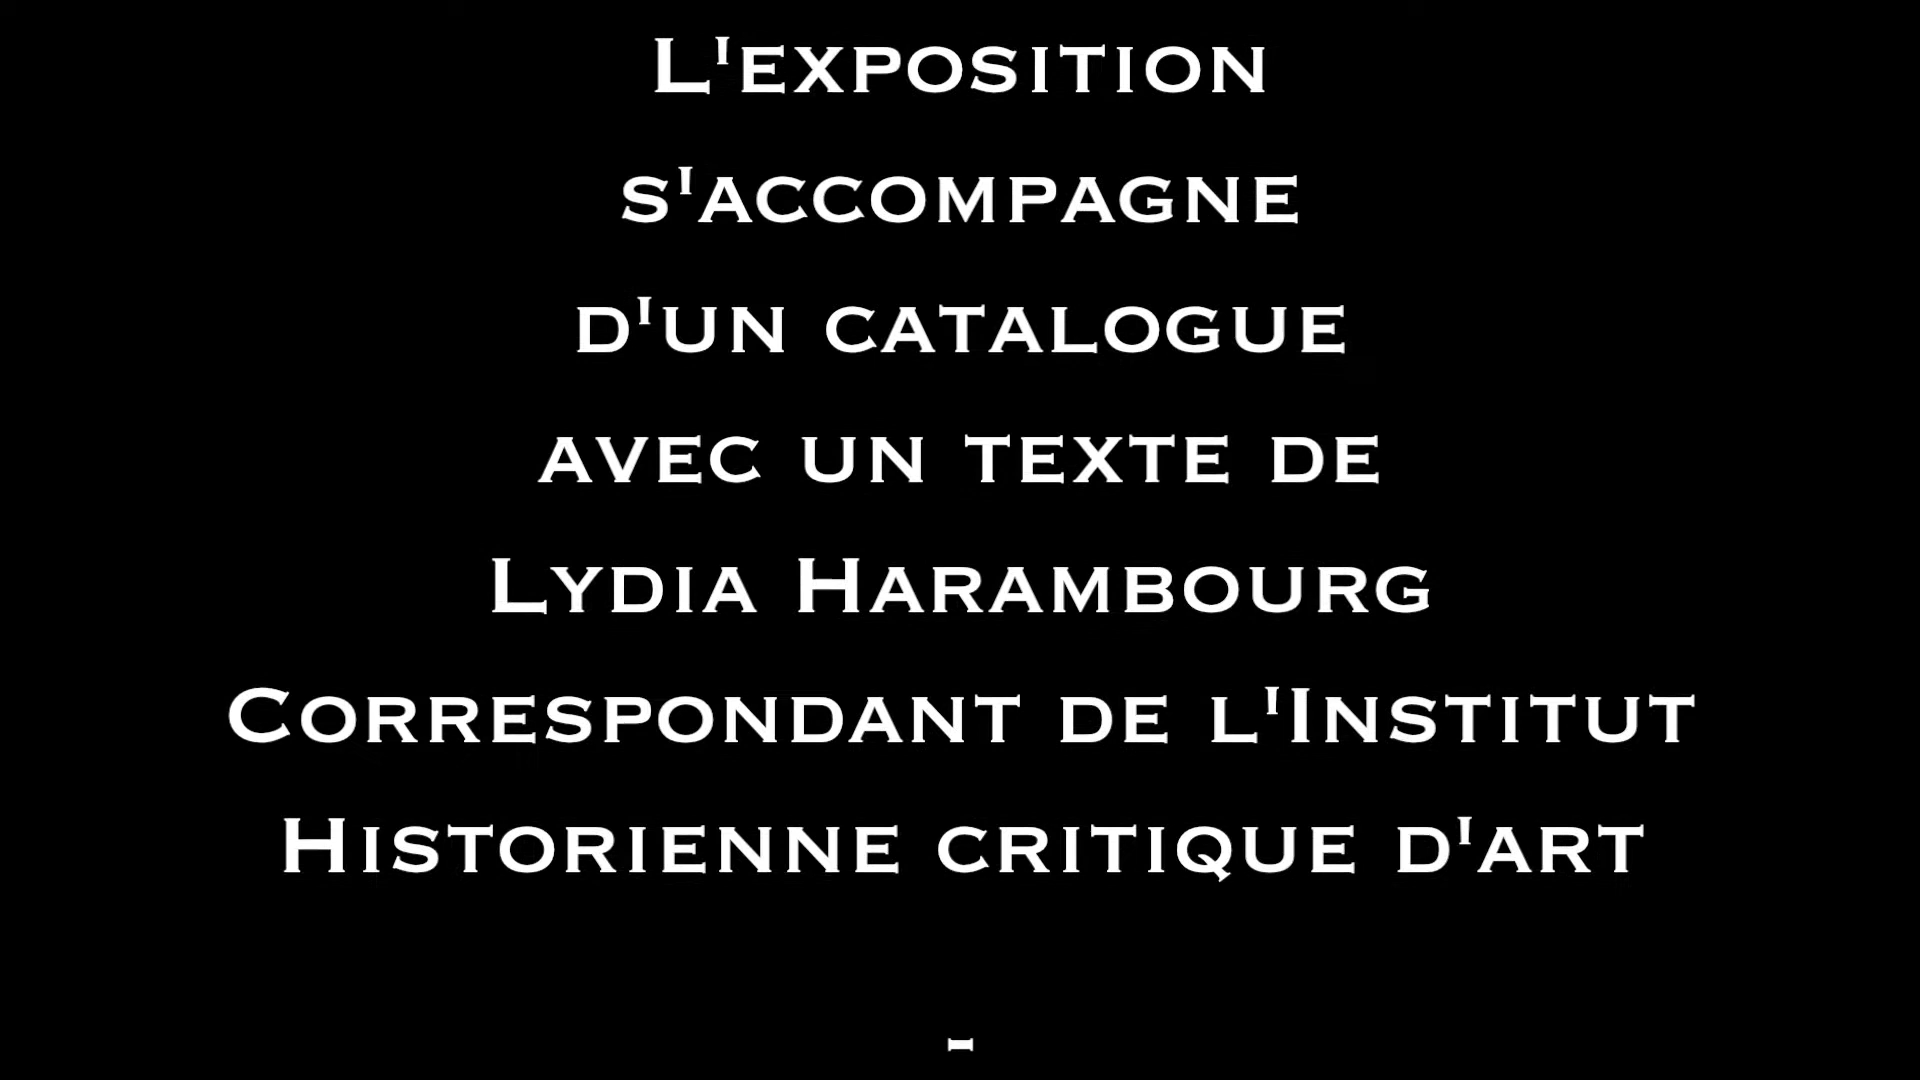 L'exposition
s'accompagne
d'un catalogue
avec un texte de
Lydia Harambourg
Correspondant de l'Institut
Historienne critique d'art
-